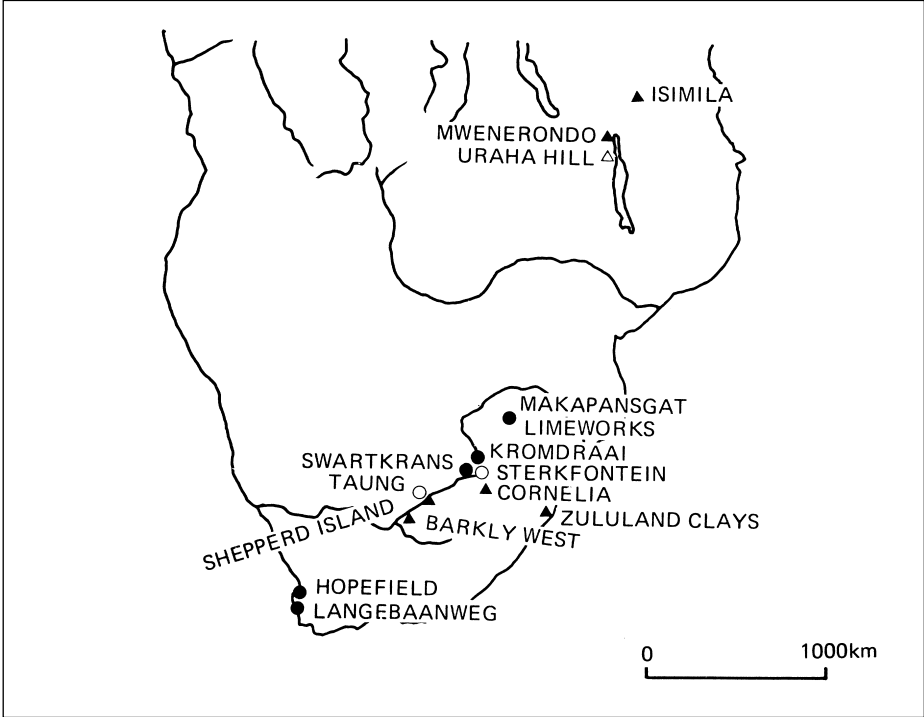 ISIMILA
MWENERONDO
URAHA HILL
MAKAPANSGAT
LIMEWORKS
KROMDRAAI
SWARTKRANS
STERKFONTEIN
TAUNG
CORNELIA
SHEPPERD ISLAND
BARKLY WEST
ZULULAND CLAYS
HOPEFIELD
LANGEBAANWEG
0
1000km